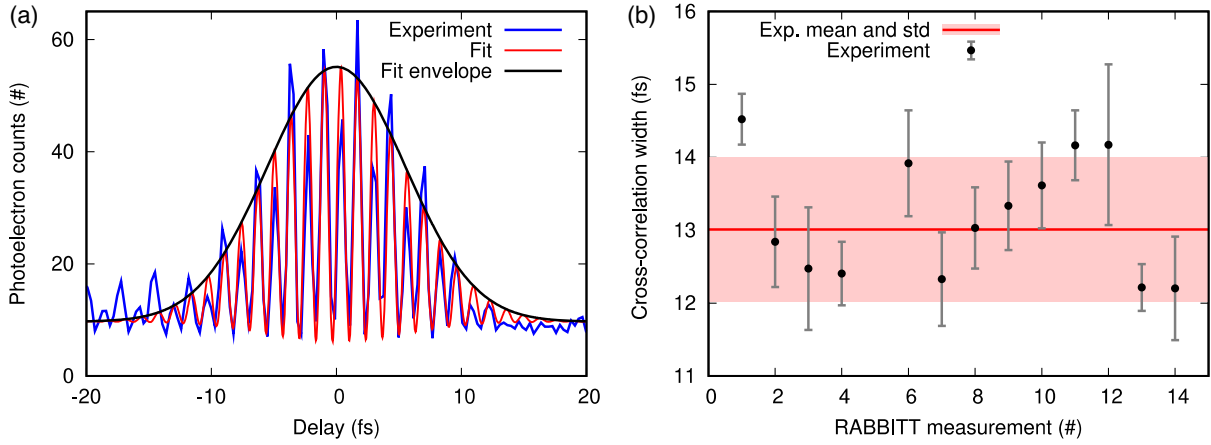 (a)
Photoelectron counts (#)
60
40
20
0
Experiment
Fit
Fit envelope
-20
-10
0
10
20
Delay (fs)
(b)
Cross-correlation width (fs)
16
15
14
13
12
11
Exp. mean and std
Experiment
0
2
4
6
8
10
12
14
RABBITT measurement (#)